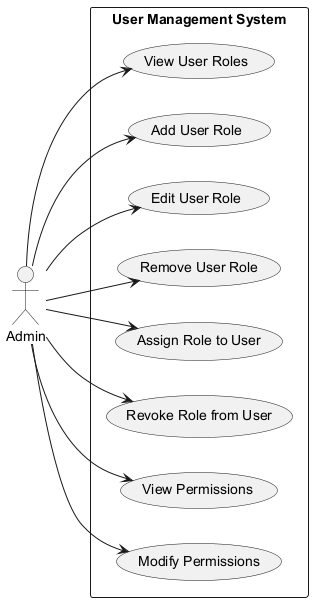 User Management System
View User Roles
Add User Role
Edit User Role
Remove User Role
Admin
Assign Role to User
Revoke Role from User
View Permissions
Modify Permissions